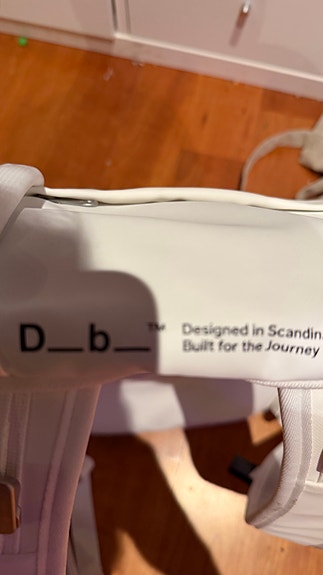 D__b__™
Designed in Scandin
Built for the Journey